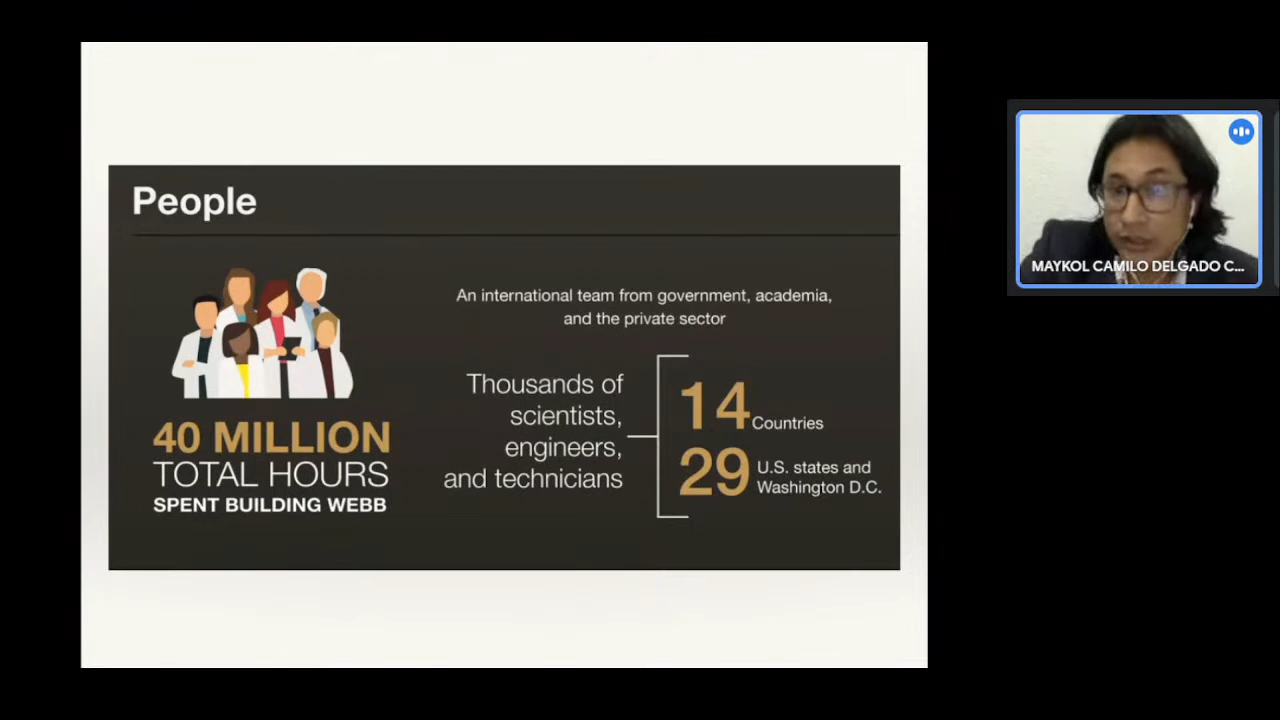 People
An international team from government, academia,
and the private sector
Thousands of
scientists,
engineers,
and technicians
14 Countries
29 U.S. states and
Washington D.C.
40 MILLION
TOTAL HOURS
SPENT BUILDING WEBB
MAYKOL CAMILO DELGADO C...